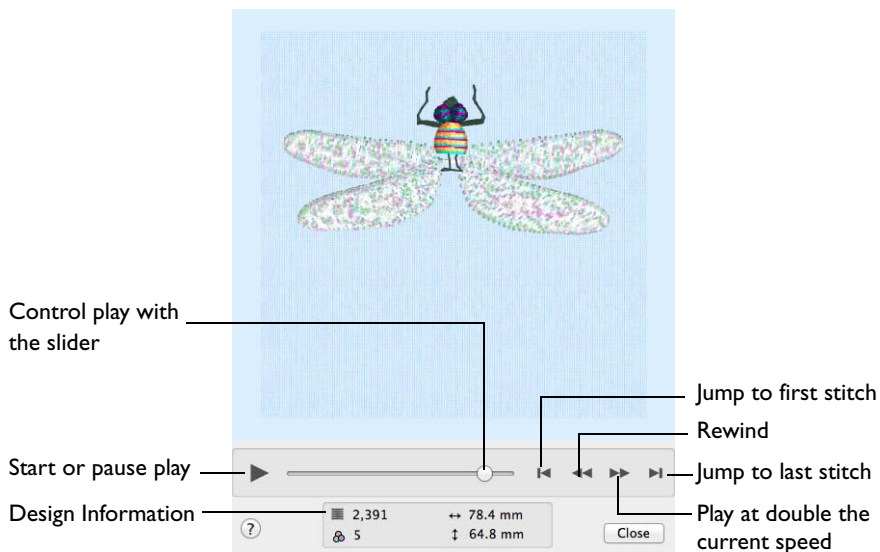 Control play with
the slider
Jump to first stitch
Rewind
Start or pause play
Jump to last stitch
Design Information
2,391
78.4 mm
Play at double the
current speed
?
5
64.8 mm
Close